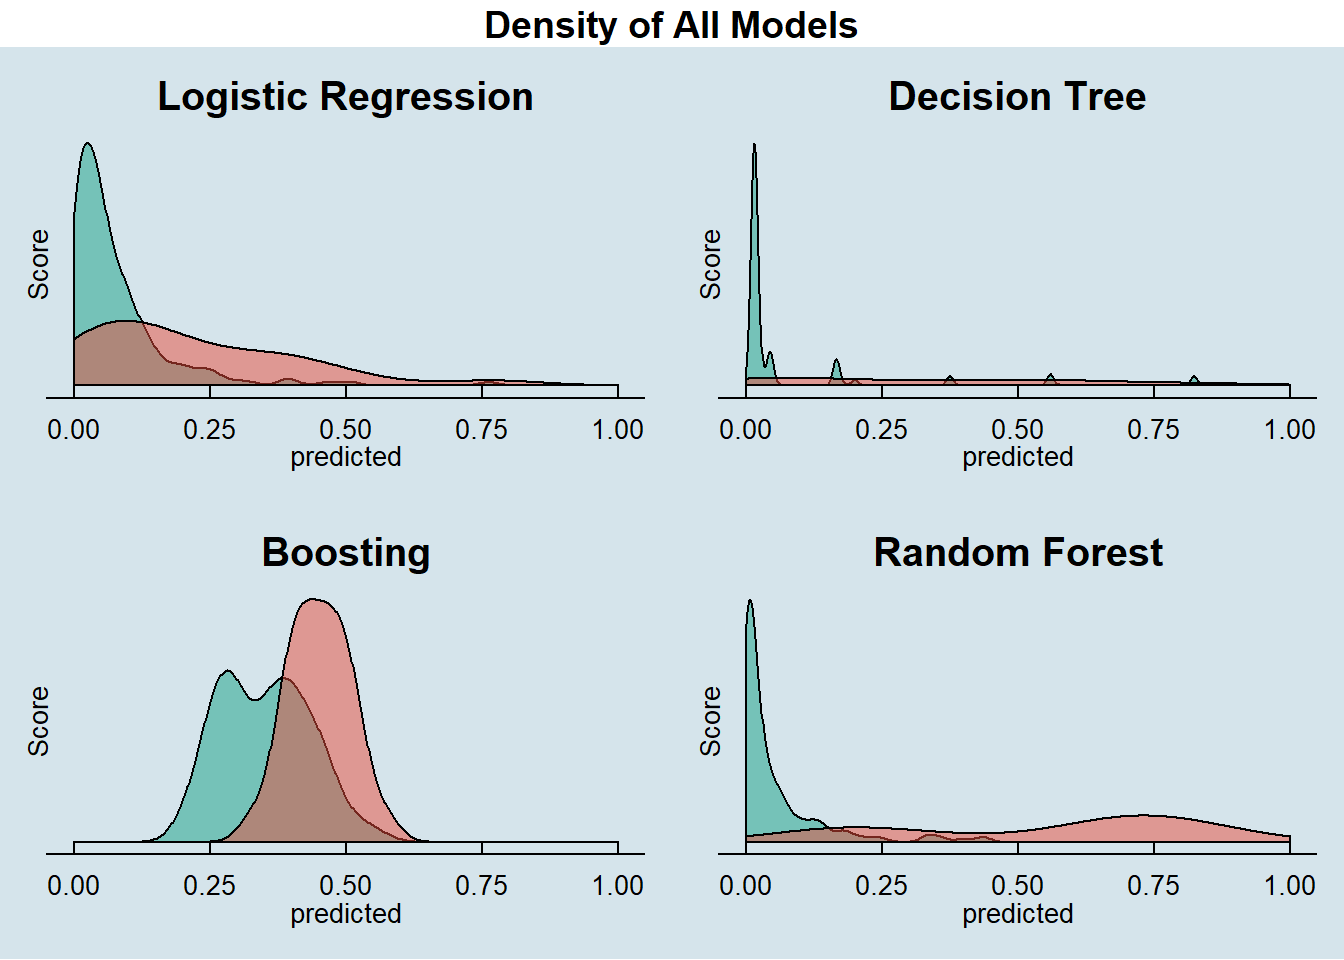 Density of All Models
Logistic Regression
Score
0.00 0.25 0.50 0.75 1.00
predicted
Decision Tree
Score
0.00 0.25 0.50 0.75 1.00
predicted
Boosting
Score
0.00 0.25 0.50 0.75 1.00
predicted
Random Forest
Score
0.00 0.25 0.50 0.75 1.00
predicted